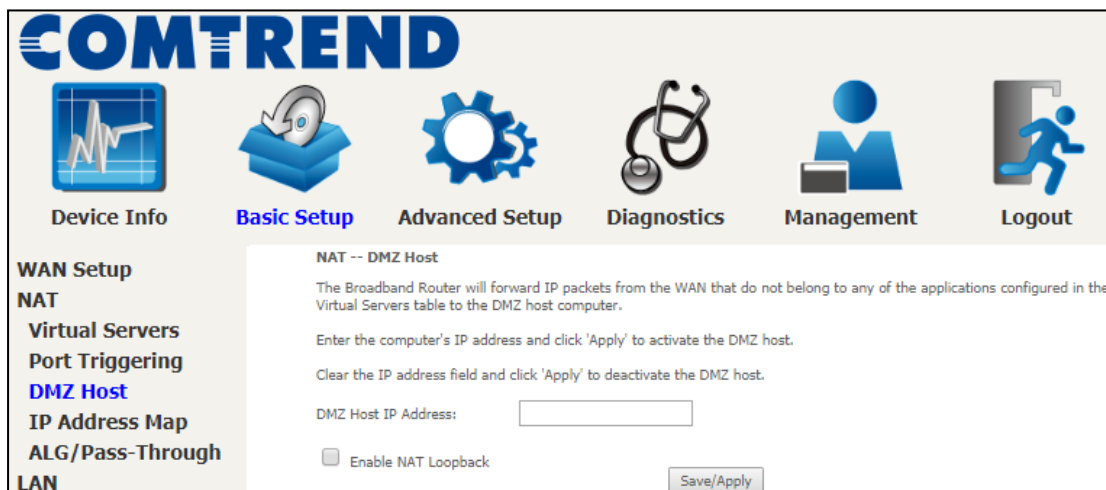 COMTREND
Device Info
Basic Setup
Advanced Setup
Diagnostics
Management
Logout
WAN Setup
NAT
Virtual Servers
Port Triggering
DMZ Host
IP Address Map
ALG/Pass-Through
LAN
NAT -- DMZ Host
The Broadband Router will forward IP packets from the WAN that do not belong to any of the applications configured in the
Virtual Servers table to the DMZ host computer.
Enter the computer's IP address and click 'Apply' to activate the DMZ host.
Clear the IP address field and click 'Apply' to deactivate the DMZ host.
DMZ Host IP Address:
Enable NAT Loopback
Save/Apply